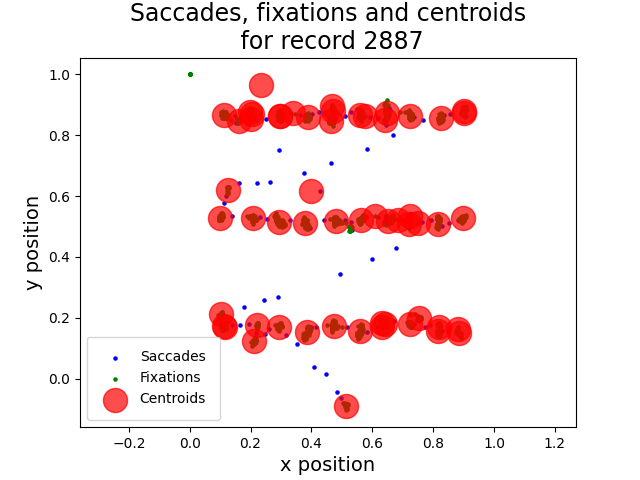 Saccades, fixations and centroids
for record 2887
1.0
0.8
0.6
0.4
0.2
0.0
y position
Saccades
Fixations
Centroids
−0.2
0.0
0.2
0.4
0.6
0.8
1.0
1.2
x position